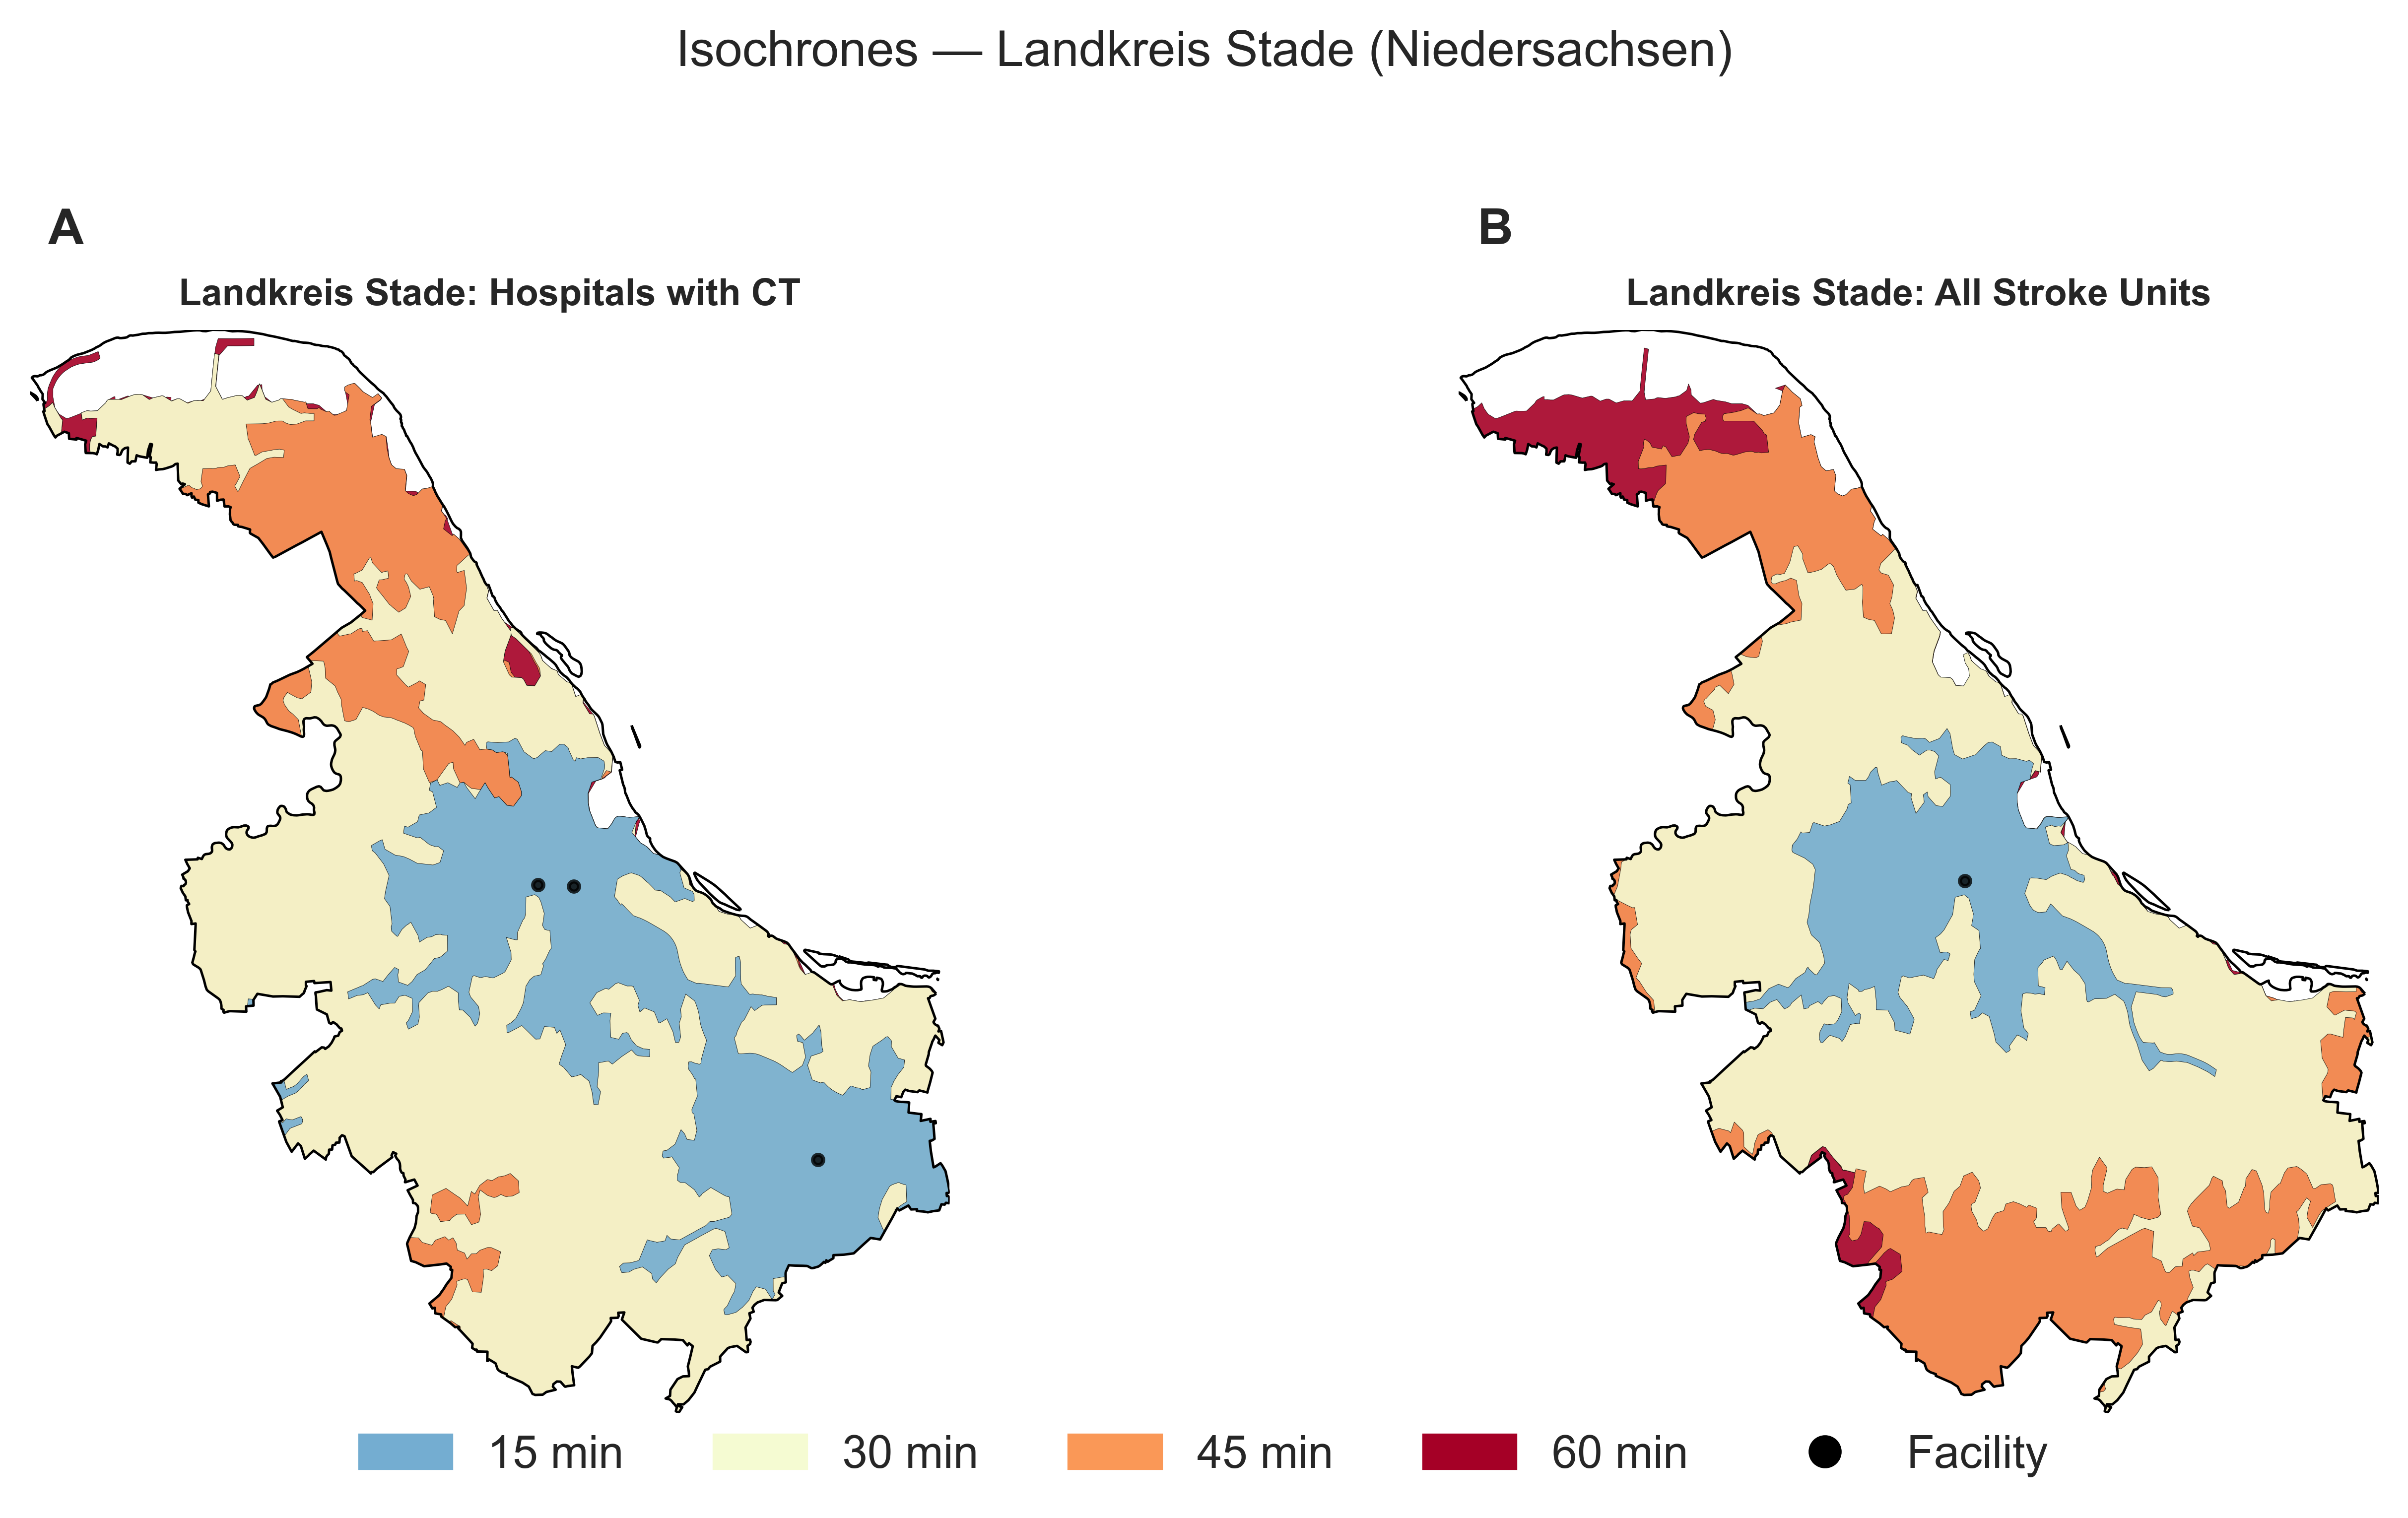 Isochrones — Landkreis Stade (Niedersachsen)
A
Landkreis Stade: Hospitals with CT
B
Landkreis Stade: All Stroke Units
15 min
30 min
45 min
60 min
Facility